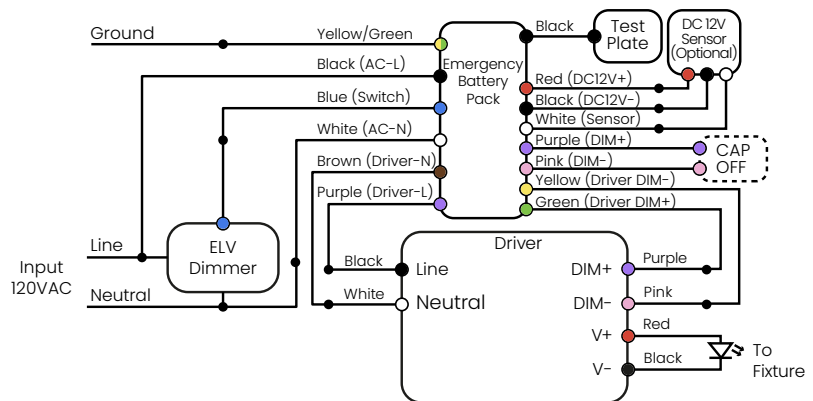 Ground
Yellow/Green
Black (AC-L)
Blue (Switch)
White (AC-N)
Brown (Driver-N)
Purple (Driver-L)
Emergency
Battery
Pack
Black
Test
Plate
DC 12V
Sensor
(Optional)
Red (DC12V+)
Black (DC12V-)
White (Sensor)
Purple (DIM+)
Pink (DIM-)
Yellow (Driver DIM-)
Green (Driver DIM+)
CAP
OFF
Input
120VAC
Line
Neutral
ELV
Dimmer
Driver
Black
Line
White
Neutral
DIM+
Purple
DIM-
Pink
V+
Red
V-
Black
To
Fixture